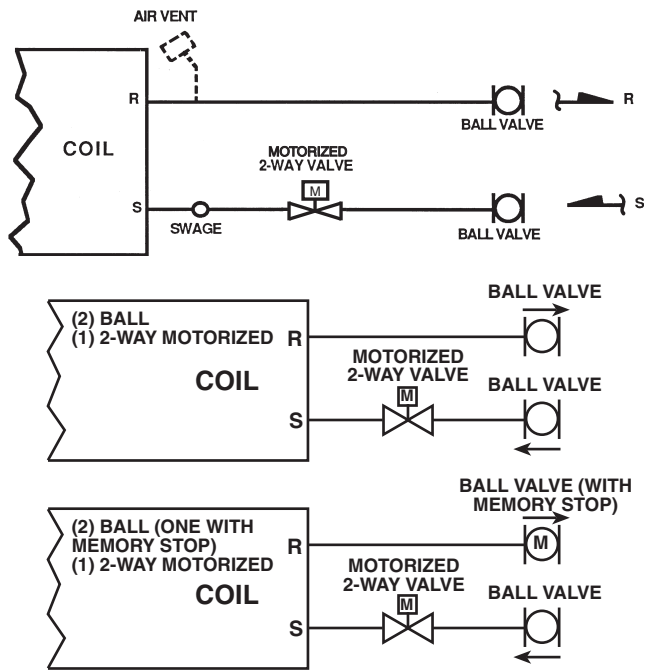 AIR VENT
R
BALL VALVE
R
COIL
MOTORIZED
2-WAY VALVE
M
S
SWAGE
BALL VALVE
S
BALL VALVE
(2) BALL
(1) 2-WAY MOTORIZED
R
MOTORIZED
2-WAY VALVE
COIL
M
BALL VALVE
S
BALL VALVE (WITH
MEMORY STOP)
(2) BALL (ONE WITH
MEMORY STOP)
(1) 2-WAY MOTORIZED
R
M
MOTORIZED
2-WAY VALVE
COIL
M
BALL VALVE
S